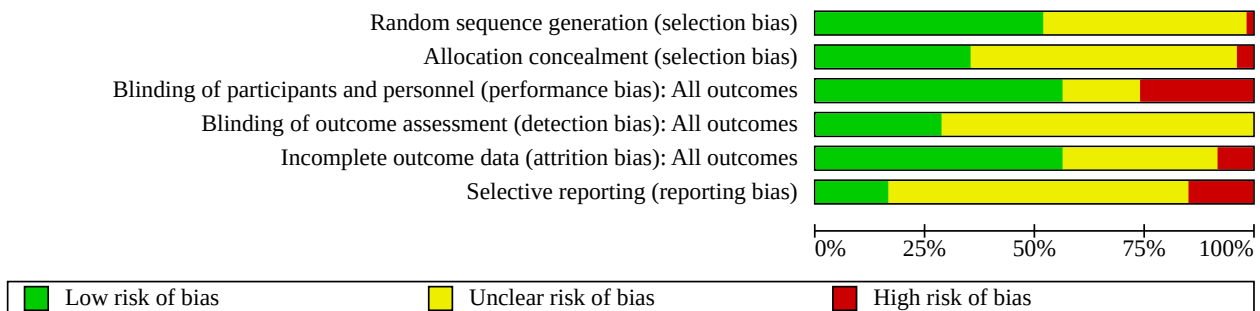 Random sequence generation (selection bias)
Allocation concealment (selection bias)
Blinding of participants and personnel (performance bias): All outcomes
Blinding of outcome assessment (detection bias): All outcomes
Incomplete outcome data (attrition bias): All outcomes
Selective reporting (reporting bias)
0% 25% 50% 75% 100%
Low risk of bias Unclear risk of bias High risk of bias